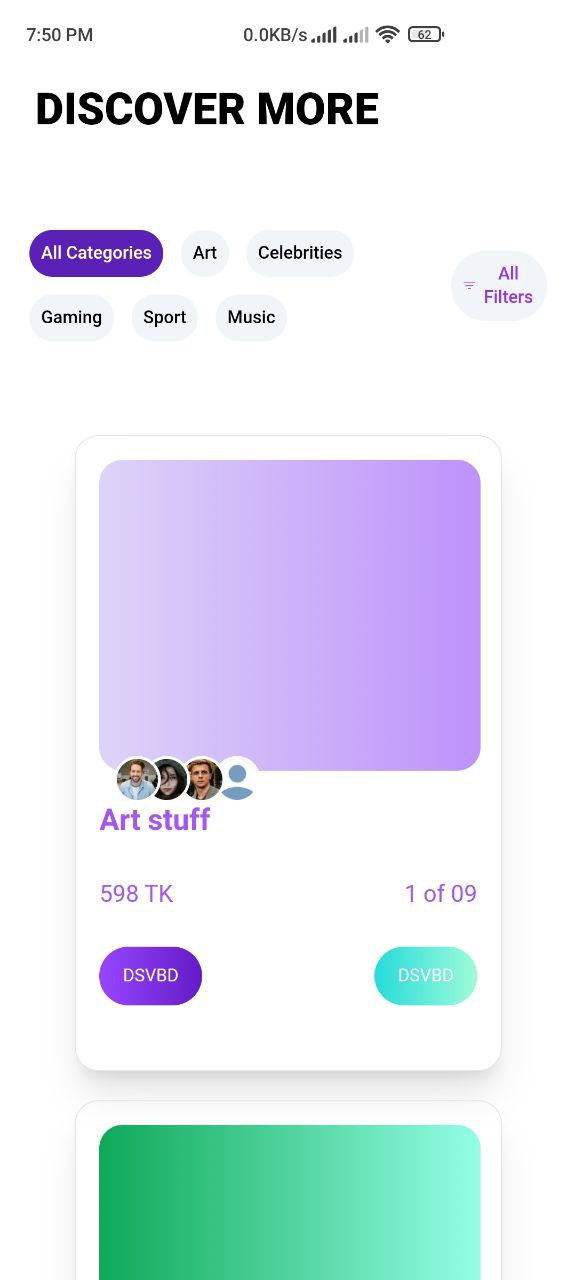 7:50 PM 0.0KB/s 62
DISCOVER MORE
All Categories Art Celebrities
Gaming Sport Music
All
Filters
Art stuff
598 TK 1 of 09
DSVBD DSVBD